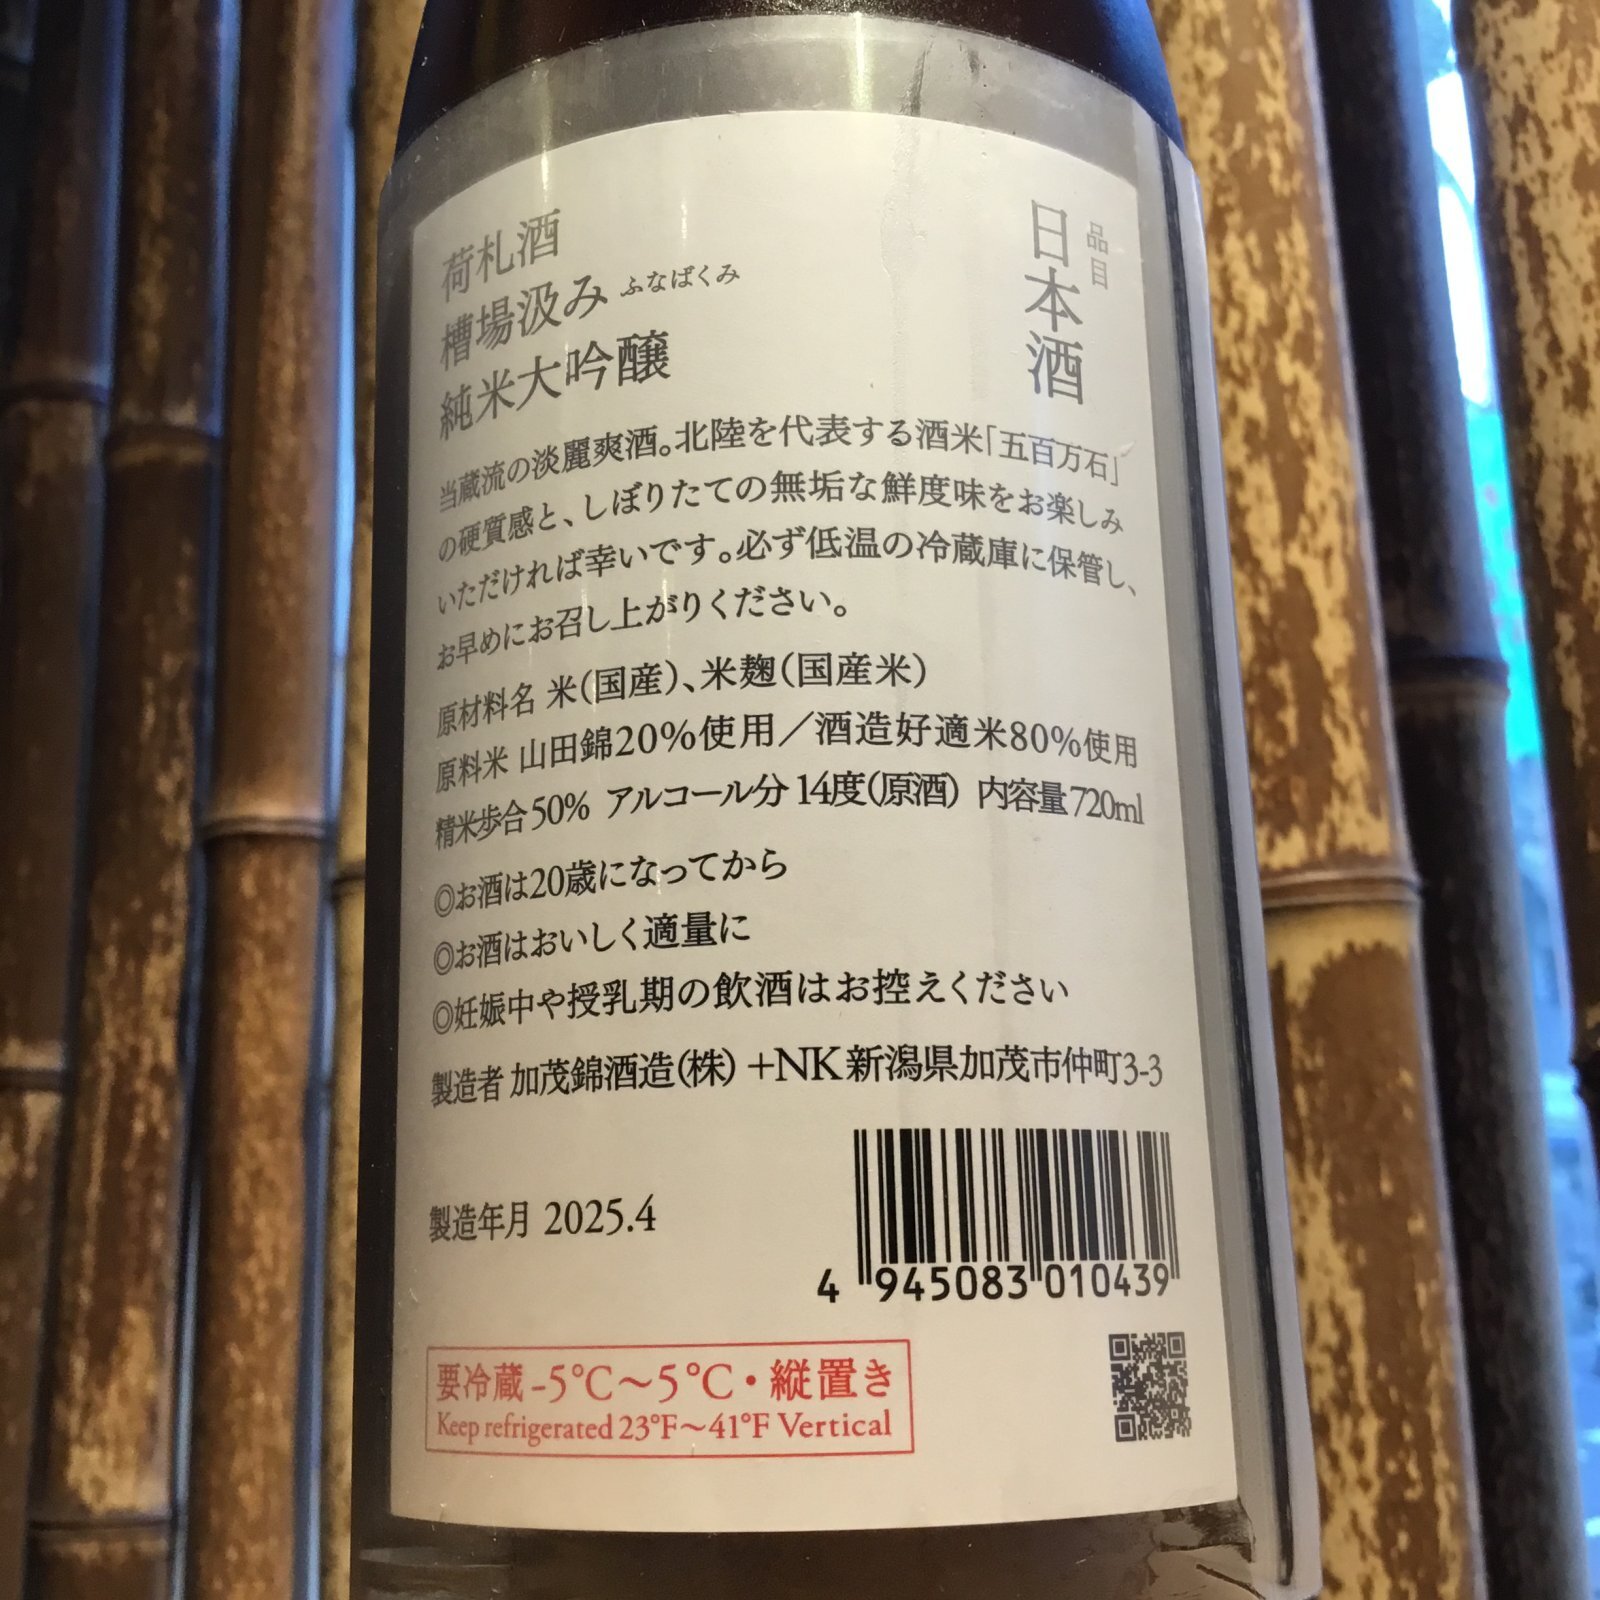 品目
日本酒
荷札酒
槽場汲み ふなばくみ
純米大吟醸
当蔵流の淡麗爽酒。北陸を代表する酒米「五百万石」
の硬質感と、しぼりたての無垢な鮮度味をお楽しみ
いただければ幸いです。必ず低温の冷蔵庫に保管し、
お早めにお召し上がりください。
原材料名 米(国産)、米麹(国産米)
原料米 山田錦20%使用／酒造好適米80%使用
精米歩合50% アルコール分14度(原酒) 内容量720ml
◎お酒は20歳になってから
◎お酒はおいしく適量に
◎妊娠中や授乳期の飲酒はお控えください
製造者 加茂錦酒造(株) +NK 新潟県加茂市仲町3-3
製造年月 2025.4
4 945083 010439
要冷蔵 -5℃～5℃・縦置き
Keep refrigerated 23°F～41°F Vertical